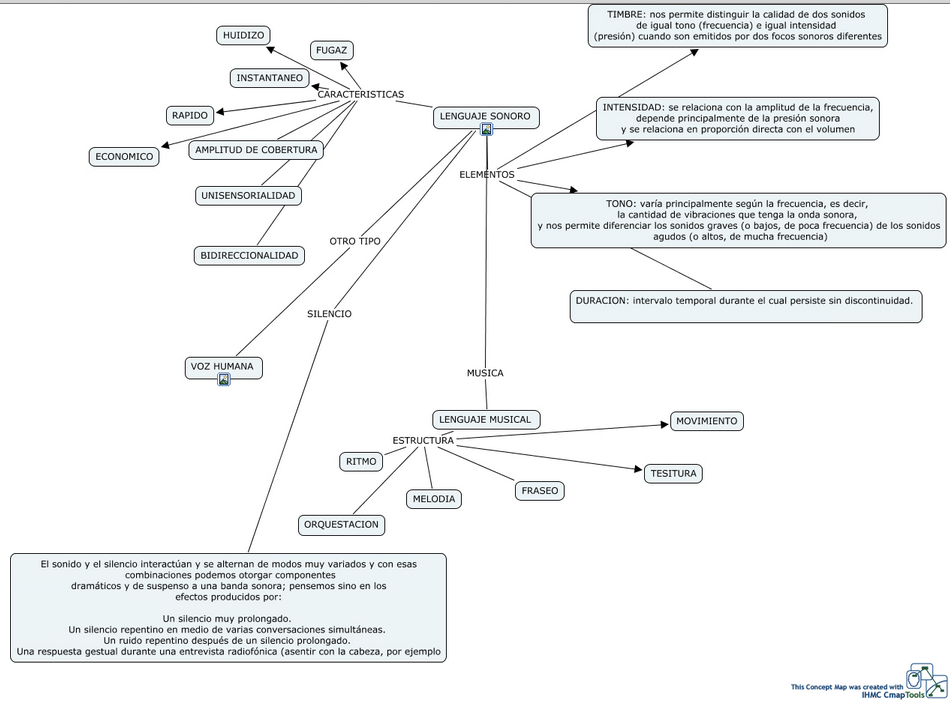 TIMBRE: nos permite distinguir la calidad de dos sonidos
de igual tono (frecuencia) e igual intensidad
(presión) cuando son emitidos por dos focos sonoros diferentes
HUIDIZO
FUGAZ
INSTANTANEO
CARACTERISTICAS
RAPIDO
LENGUAJE SONORO
INTENSIDAD: se relaciona con la amplitud de la frecuencia,
depende principalmente de la presión sonora
y se relaciona en proporción directa con el volumen
ECONOMICO
AMPLITUD DE COBERTURA
ELEMENTOS
UNISENSORIALIDAD
TONO: varía principalmente según la frecuencia, es decir,
la cantidad de vibraciones que tenga la onda sonora,
y nos permite diferenciar los sonidos graves (o bajos, de poca frecuencia) de los sonidos
agudos (o altos, de mucha frecuencia)
OTRO TIPO
BIDIRECCIONALIDAD
DURACION: intervalo temporal durante el cual persiste sin discontinuidad.
SILENCIO
VOZ HUMANA
MUSICA
LENGUAJE MUSICAL
MOVIMIENTO
ESTRUCTURA
RITMO
TESITURA
MELODIA
FRASEO
ORQUESTACION
El sonido y el silencio interactúan y se alternan de modos muy variados y con esas
combinaciones podemos otorgar componentes
dramáticos y de suspenso a una banda sonora; pensemos sino en los
efectos producidos por:
Un silencio muy prolongado.
Un silencio repentino en medio de varias conversaciones simultáneas.
Un ruido repentino después de un silencio prolongado.
Una respuesta gestual durante una entrevista radiofónica (asentir con la cabeza, por ejemplo
This Concept Map was created with
IHMC CmapTools